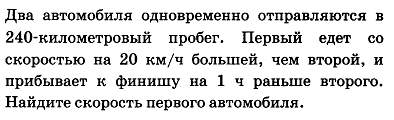 Два автомобиля одновременно отправляются в
240-километровый пробег. Первый едет со
скоростью на 20 км/ч большей, чем второй, и
прибывает к финишу на 1 ч раньше второго.
Найдите скорость первого автомобиля.